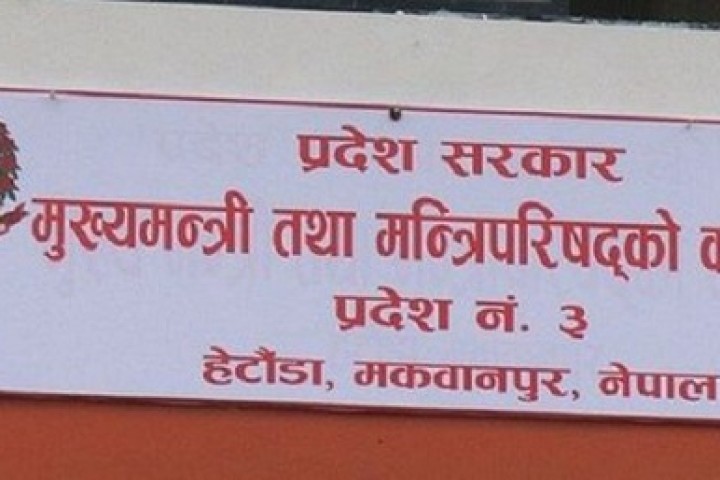 प्रदेश सरकार
मुख्यमन्त्री तथा मन्त्रिपरिषद्को
प्रदेश नं. ३
हेटौंडा, मकवानपुर, नेपाल